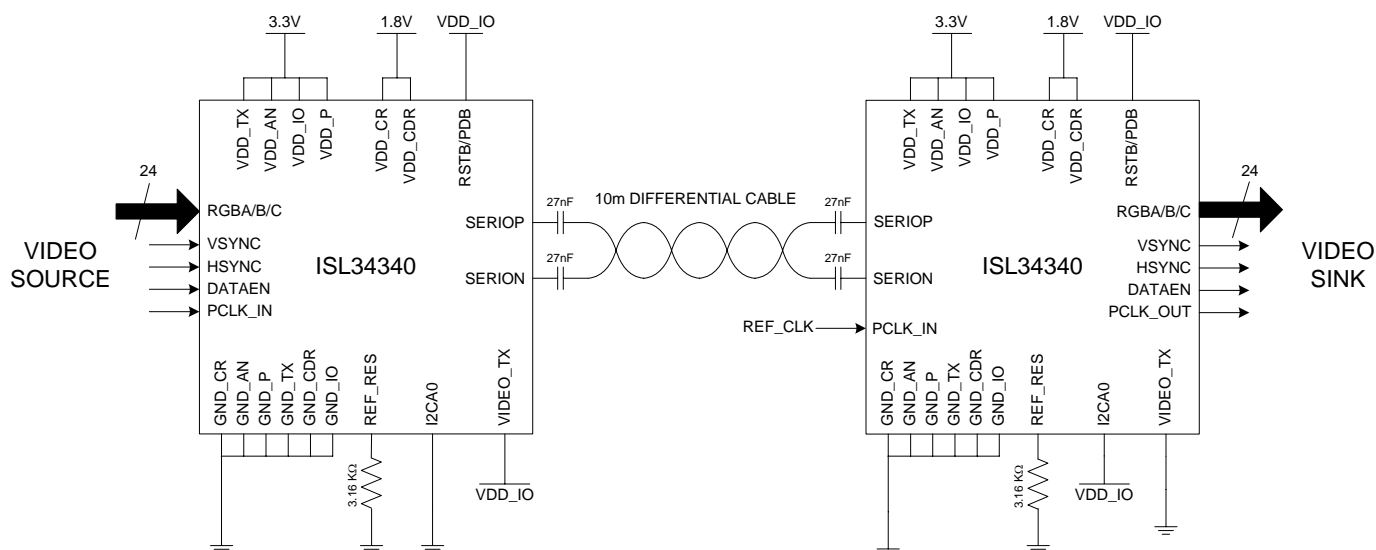 3.3V
1.8V
VDD_IO
3.3V
1.8V
VDD_IO
VDD_TX
VDD_AN
VDD_IO
VDD_P
VDD_CR
VDD_CDR
RSTB/PDB
VDD_TX
VDD_AN
VDD_IO
VDD_P
VDD_CR
VDD_CDR
RSTB/PDB
24
RGBA/B/C
VIDEO
SOURCE
VSYNC
HSYNC
DATAEN
PCLK_IN
ISL34340
SERIOP
SERION
27nF
27nF
10m DIFFERENTIAL CABLE
27nF
27nF
SERIOP
SERION
REF_CLK
PCLK_IN
ISL34340
24
RGBA/B/C
VSYNC
HSYNC
DATAEN
PCLK_OUT
VIDEO
SINK
GND_CR
GND_AN
GND_P
GND_TX
GND_CDR
GND_IO
REF_RES
I2CA0
VIDEO_TX
3.16 KΩ
VDD_IO
GND_CR
GND_AN
GND_P
GND_TX
GND_CDR
GND_IO
REF_RES
I2CA0
VIDEO_TX
3.16 KΩ
VDD_IO